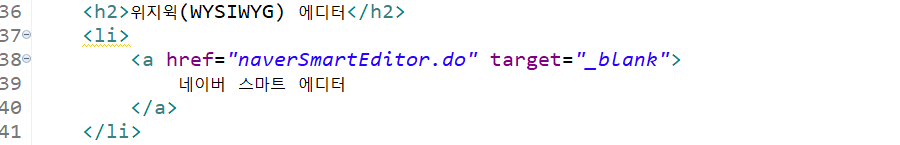 36 <h2>위지윅(WYSIWYG) 에디터</h2>
37 <li>
38 <a href="naverSmartEditor.do" target="_blank">
39 네이버 스마트 에디터
40 </a>
41 </li>